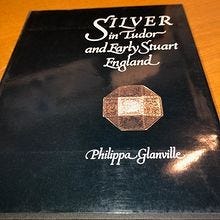 SILVER
in Tudor
and Early Stuart
England
Philippa Glanville